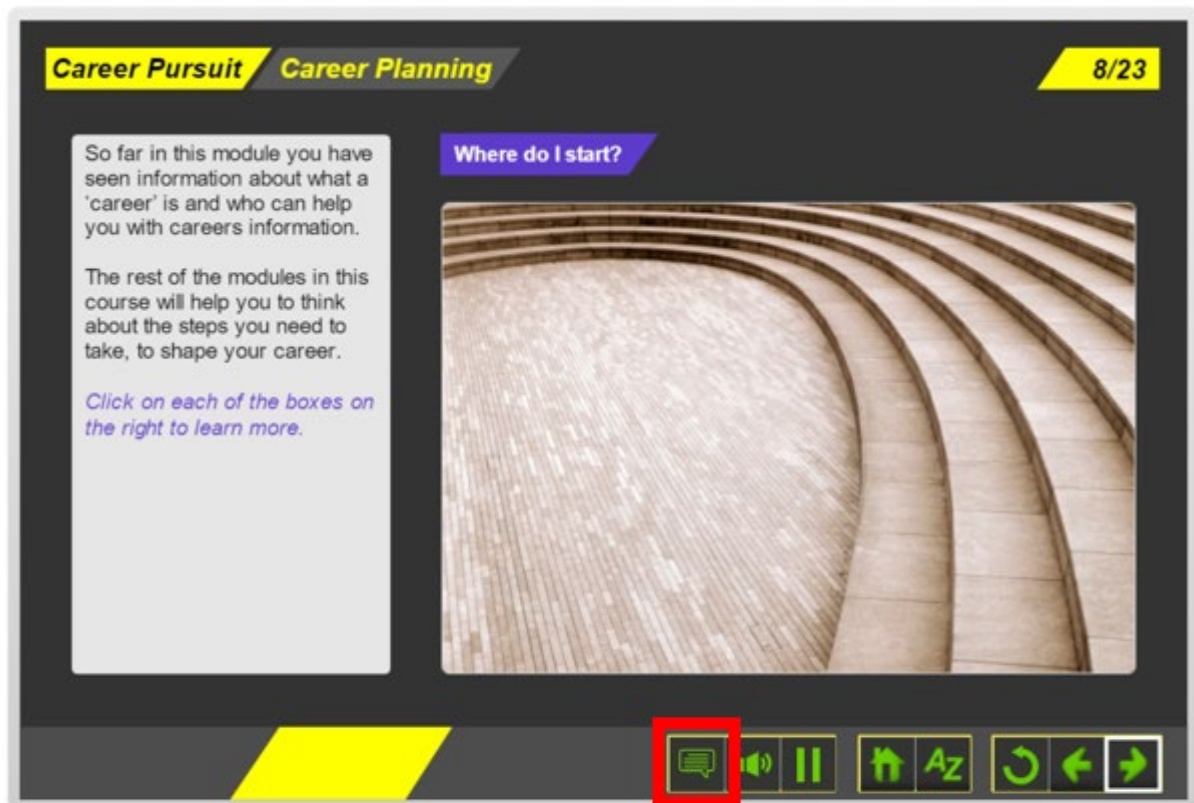 Career Pursuit
Career Planning
8/23
So far in this module you have
seen information about what a
‘career’ is and who can help
you with careers information.
The rest of the modules in this
course will help you to think
about the steps you need to
take, to shape your career.
Click on each of the boxes on
the right to learn more.
Where do I start?
AZ